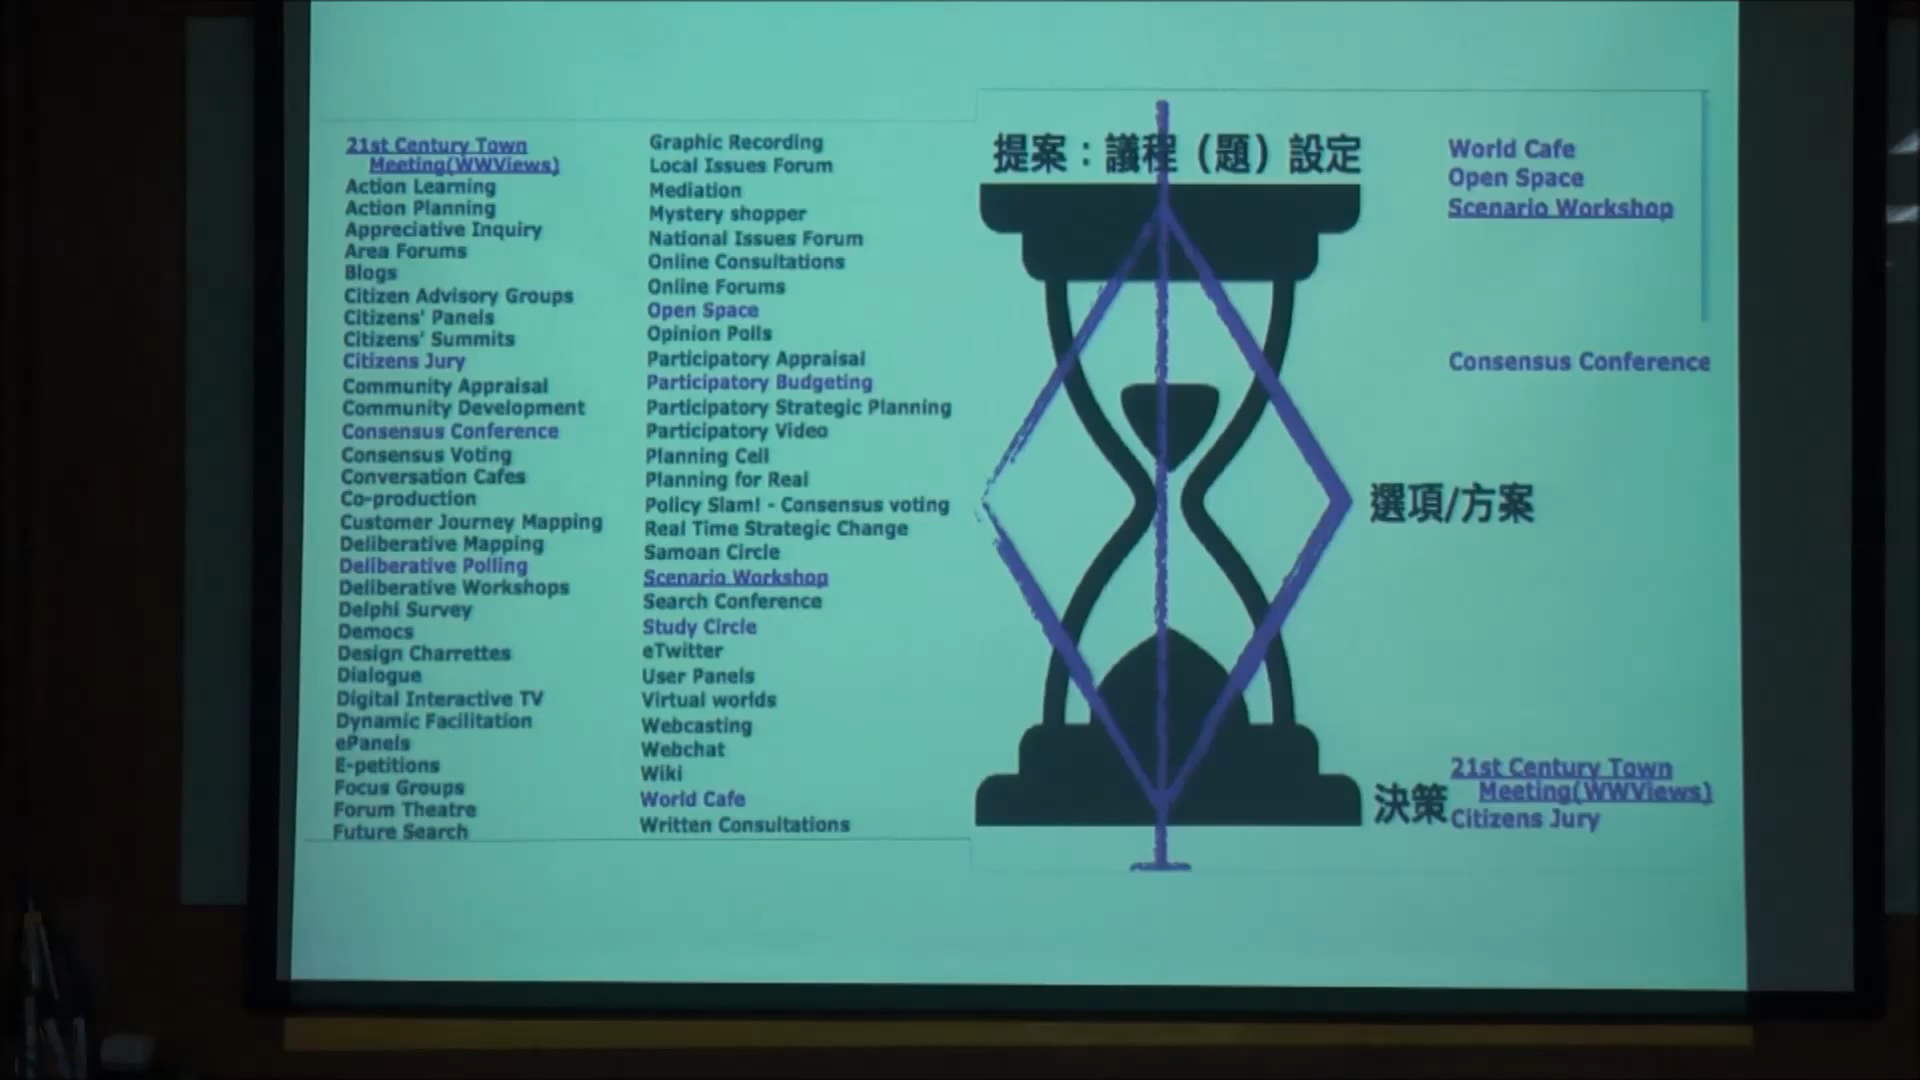 21st Century Town
Meeting(WWViews)
Action Learning
Action Planning
Appreciative Inquiry
Area Forums
Blogs
Citizen Advisory Groups
Citizens' Panels
Citizens' Summits
Citizens Jury
Community Appraisal
Community Development
Consensus Conference
Consensus Voting
Conversation Cafes
Co-production
Customer Journey Mapping
Deliberative Mapping
Deliberative Polling
Deliberative Workshops
Delphi Survey
Democs
Design Charrettes
Dialogue
Digital Interactive TV
Dynamic Facilitation
ePanels
E-petitions
Focus Groups
Forum Theatre
Future Search
Graphic Recording
Local Issues Forum
Mediation
Mystery shopper
National Issues Forum
Online Consultations
Online Forums
Open Space
Opinion Polls
Participatory Appraisal
Participatory Budgeting
Participatory Strategic Planning
Participatory Video
Planning Cell
Planning for Real
Policy Slam! - Consensus voting
Real Time Strategic Change
Samoan Circle
Scenario Workshop
Search Conference
Study Circle
eTwitter
User Panels
Virtual worlds
Webcasting
Webchat
Wiki
World Cafe
Written Consultations
提案：議程（題）設定
World Cafe
Open Space
Scenario Workshop
Consensus Conference
選項/方案
決策
21st Century Town
Meeting(WWViews)
Citizens Jury